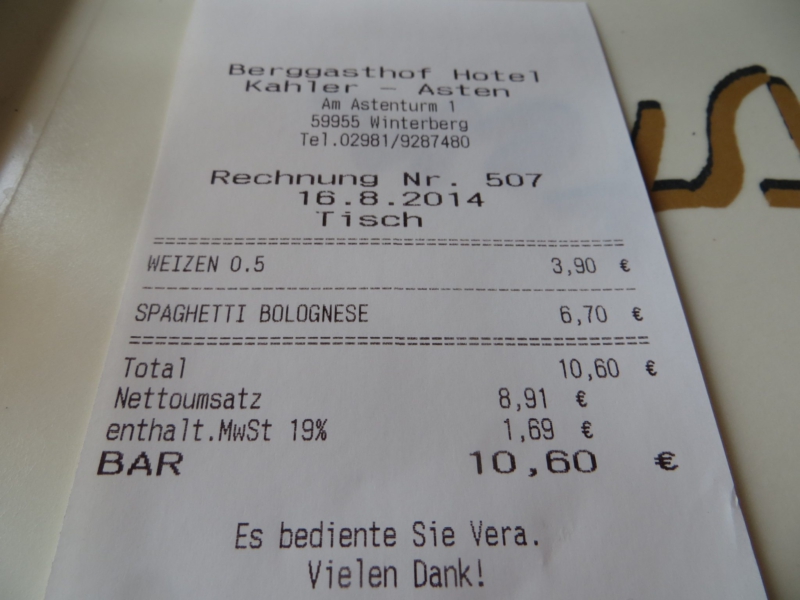 Berggasthof Hotel
Kahler - Asten
Am Astenturm 1
59955 Winterberg
Tel.02981/9287480
Rechnung Nr. 507
16.8.2014
Tisch
WEIZEN 0.5 3,90 €
SPAGHETTI BOLOGNESE 6,70 €
Total 10,60 €
Nettoumsatz 8,91 €
enthalt.MwSt 19% 1,69 €
BAR 10,60 €
Es bediente Sie Vera.
Vielen Dank!